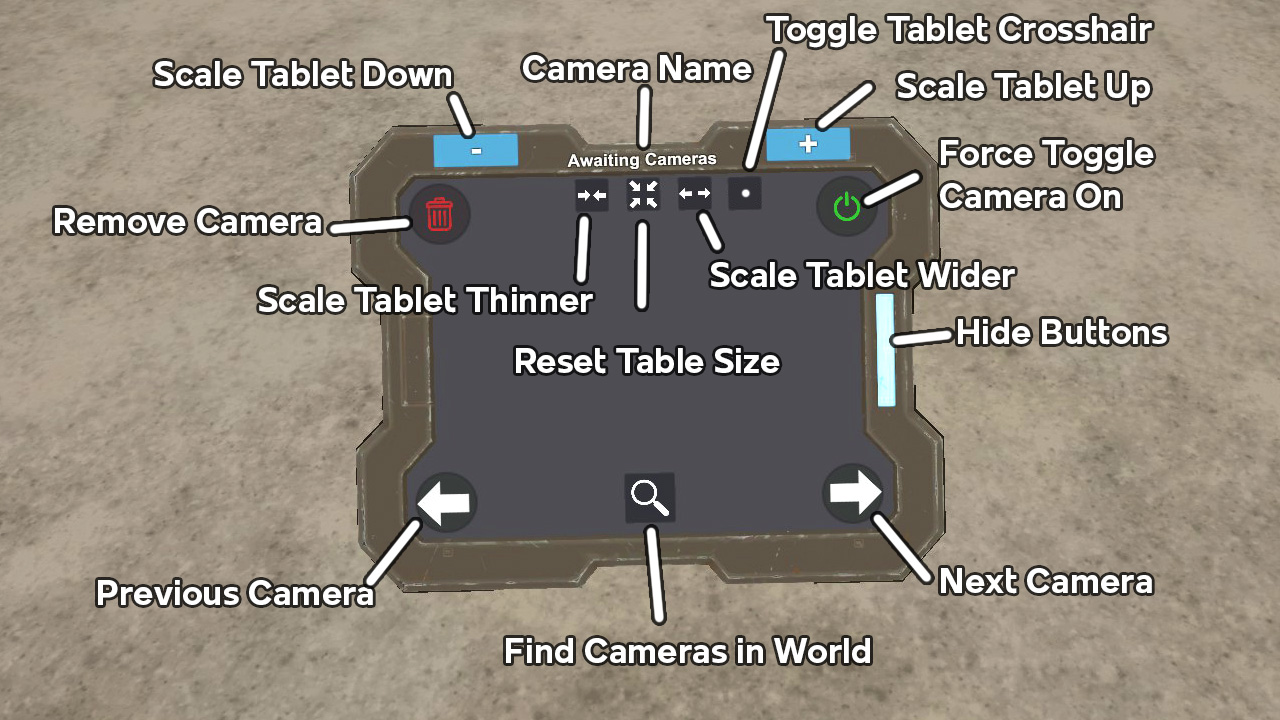 Toggle Tablet Crosshair
Scale Tablet Down
Camera Name
Scale Tablet Up
-
+
Awaiting Cameras
Force Toggle
Camera On
Remove Camera
Scale Tablet Wider
Scale Tablet Thinner
Hide Buttons
Reset Table Size
Previous Camera
Next Camera
Find Cameras in World